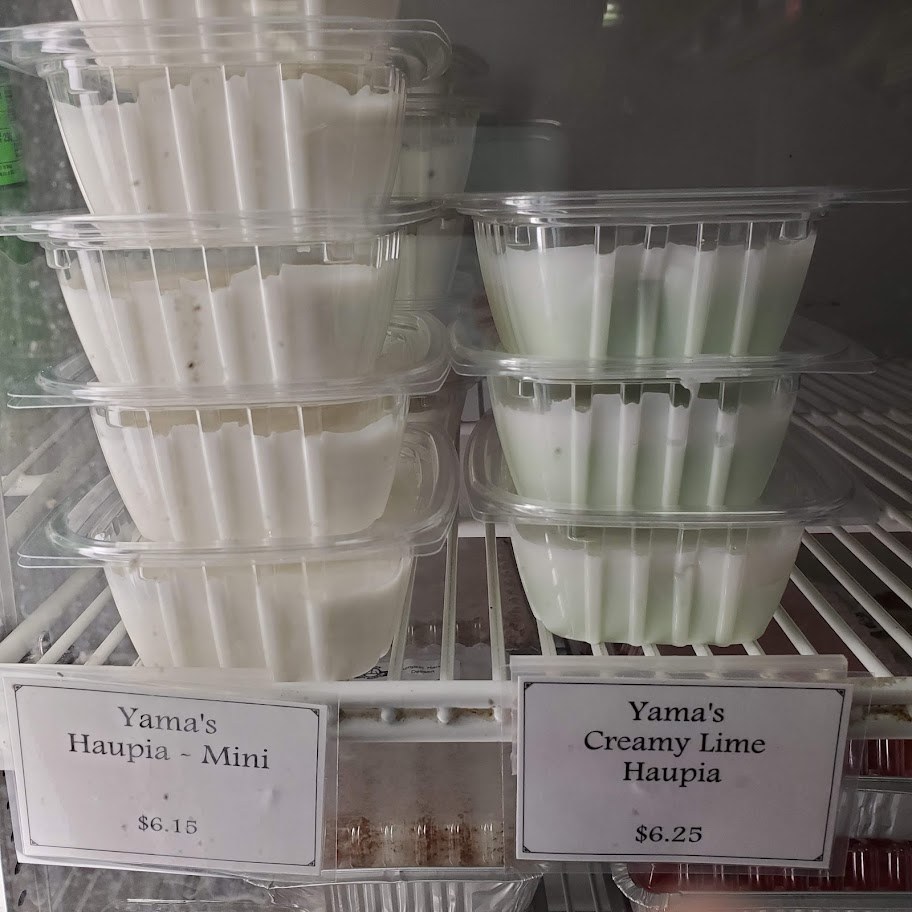 Yama's
Haupia - Mini
$6.15
Yama's
Creamy Lime
Haupia
$6.25